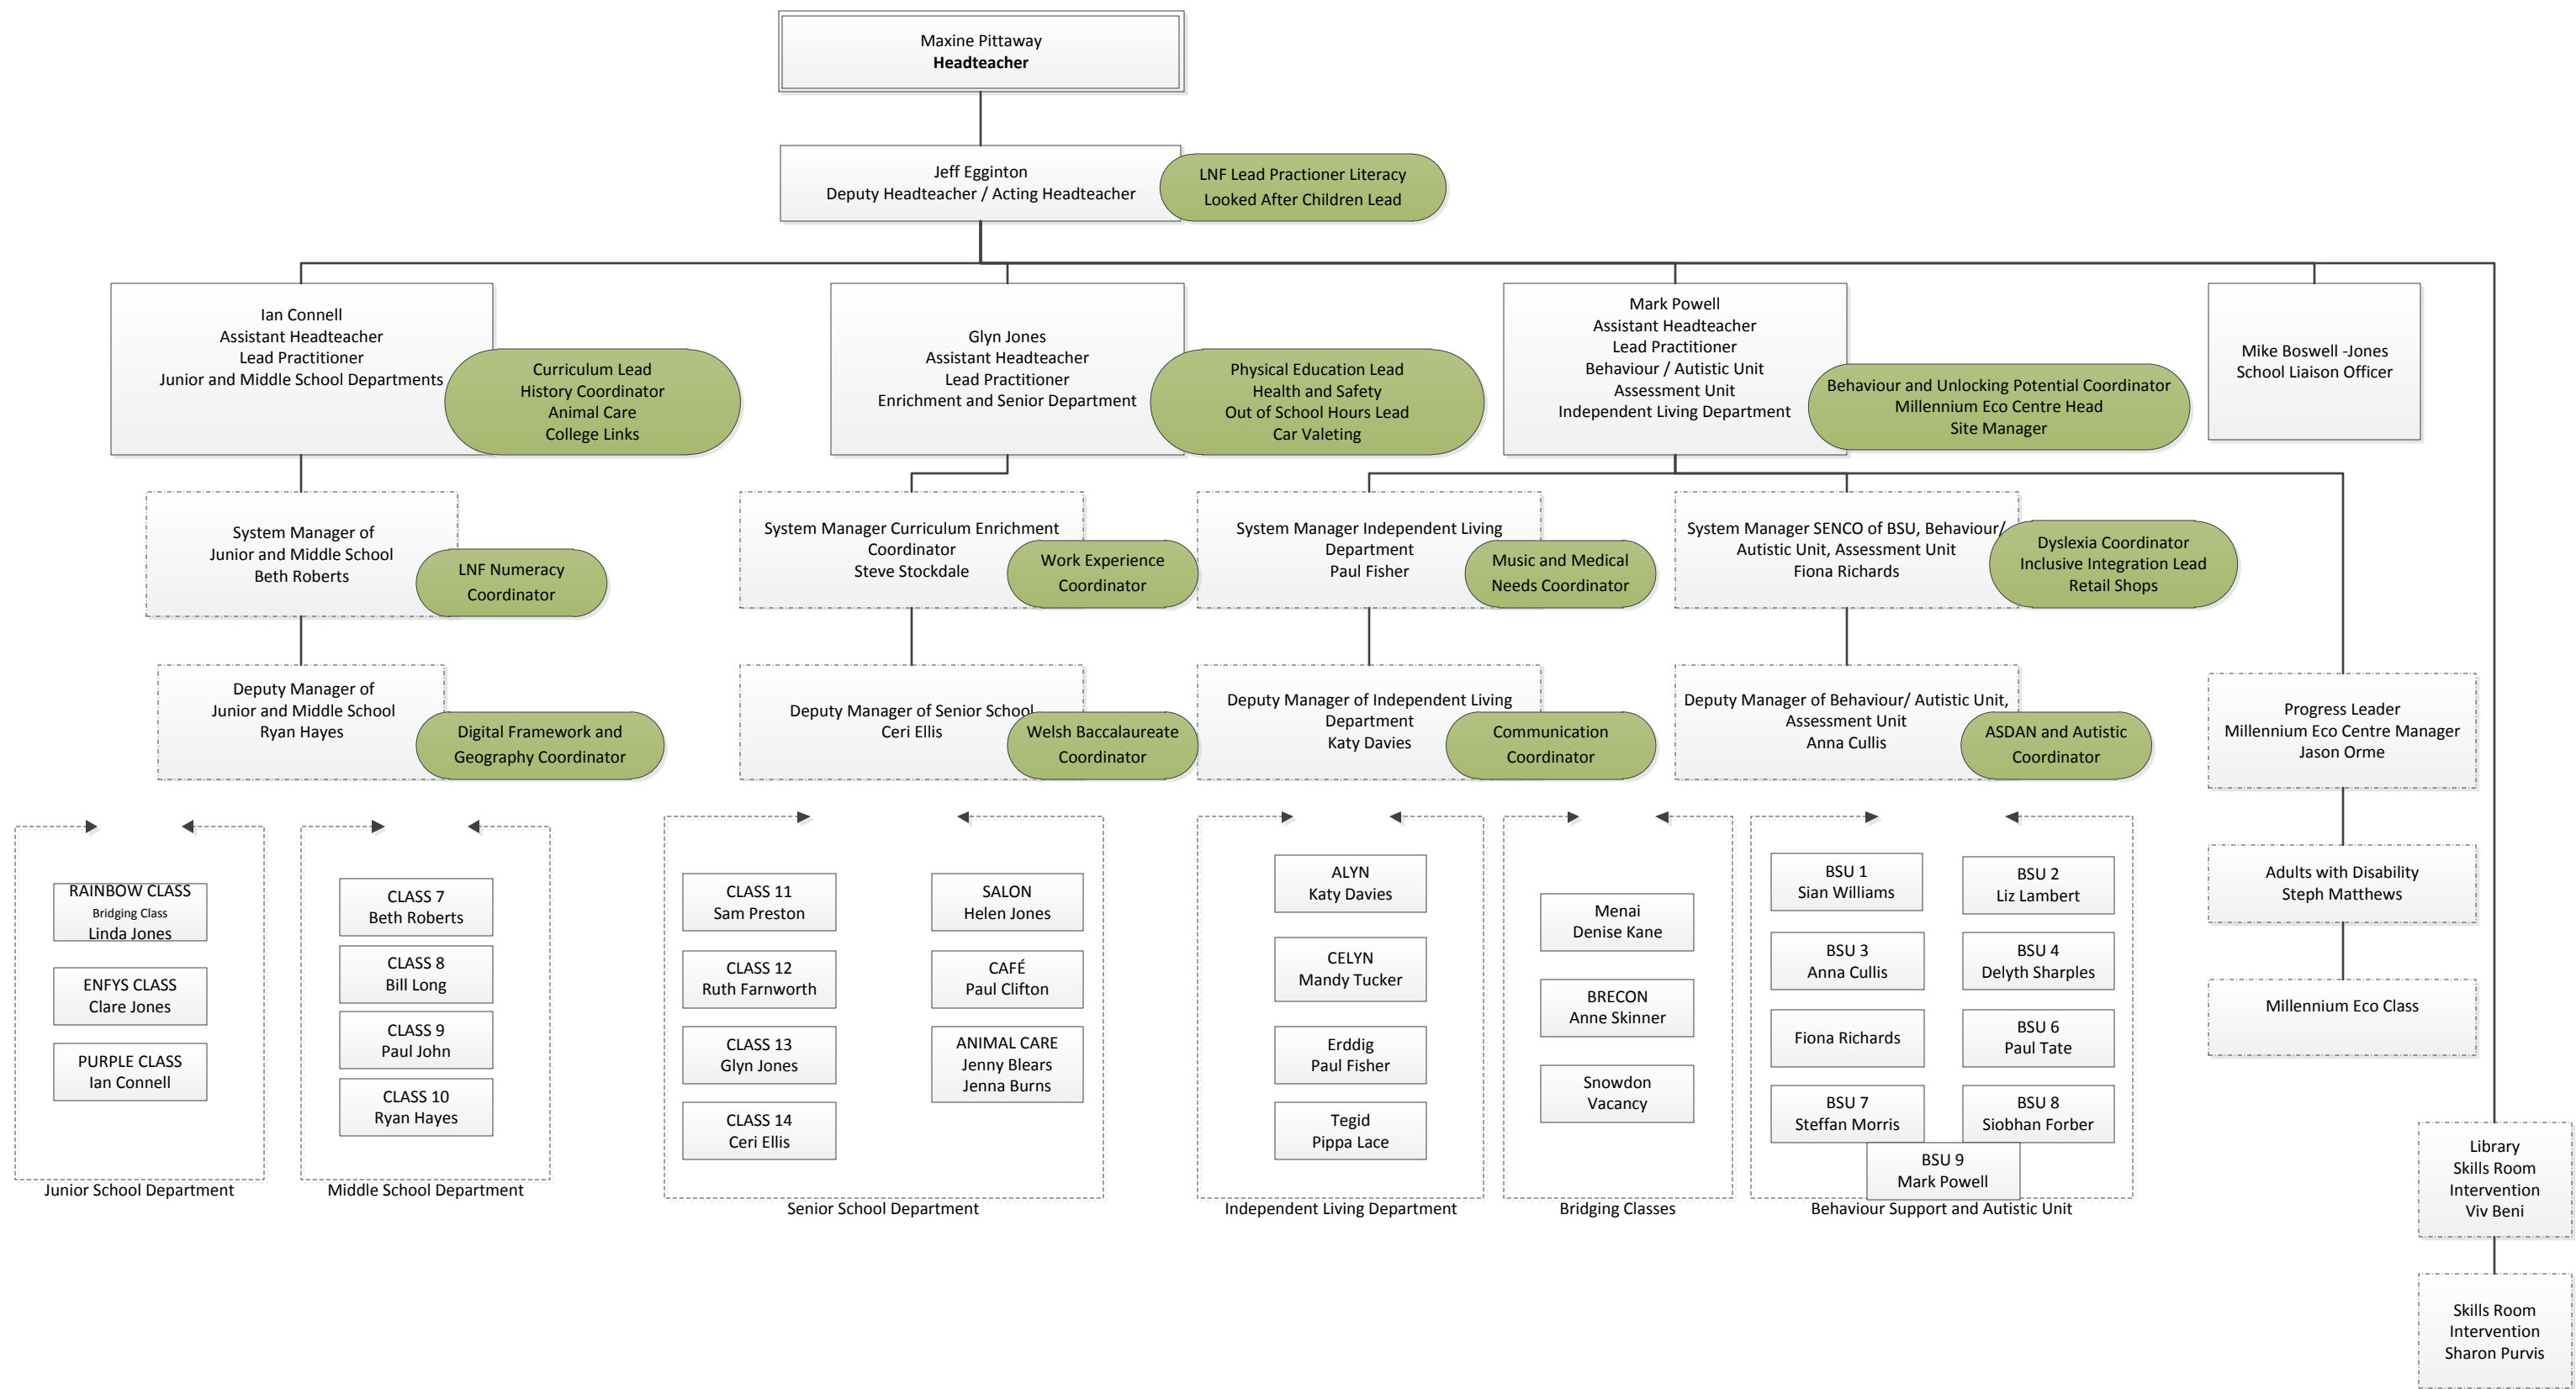 Maxine Pittaway
Headteacher
Jeff Egginton
Deputy Headteacher / Acting Headteacher
LNF Lead Practioner Literacy
Looked After Children Lead
Ian Connell
Assistant Headteacher
Lead Practitioner
Junior and Middle School Departments
Curriculum Lead
History Coordinator
Animal Care
College Links
Glyn Jones
Assistant Headteacher
Lead Practitioner
Enrichment and Senior Department
Physical Education Lead
Health and Safety
Out of School Hours Lead
Car Valeting
Mark Powell
Assistant Headteacher
Lead Practitioner
Behaviour / Autistic Unit
Assessment Unit
Independent Living Department
Behaviour and Unlocking Potential Coordinator
Millennium Eco Centre Head
Site Manager
Mike Boswell -Jones
School Liaison Officer
System Manager of
Junior and Middle School
Beth Roberts
LNF Numeracy
Coordinator
System Manager Curriculum Enrichment
Coordinator
Steve Stockdale
Work Experience
Coordinator
System Manager Independent Living
Department
Paul Fisher
Music and Medical
Needs Coordinator
System Manager SENCO of BSU, Behaviour/
Autistic Unit, Assessment Unit
Fiona Richards
Dyslexia Coordinator
Inclusive Integration Lead
Retail Shops
Deputy Manager of
Junior and Middle School
Ryan Hayes
Digital Framework and
Geography Coordinator
Deputy Manager of Senior School
Ceri Ellis
Welsh Baccalaureate
Coordinator
Deputy Manager of Independent Living
Department
Katy Davies
Communication
Coordinator
Deputy Manager of Behaviour/ Autistic Unit,
Assessment Unit
Anna Cullis
ASDAN and Autistic
Coordinator
Progress Leader
Millennium Eco Centre Manager
Jason Orme
Adults with Disability
Steph Matthews
Millennium Eco Class
RAINBOW CLASS
Bridging Class
Linda Jones
ENFYS CLASS
Clare Jones
PURPLE CLASS
Ian Connell
Junior School Department
CLASS 7
Beth Roberts
CLASS 8
Bill Long
CLASS 9
Paul John
CLASS 10
Ryan Hayes
Middle School Department
CLASS 11
Sam Preston
CLASS 12
Ruth Farnworth
CLASS 13
Glyn Jones
CLASS 14
Ceri Ellis
SALON
Helen Jones
CAFÉ
Paul Clifton
ANIMAL CARE
Jenny Blears
Jenna Burns
Senior School Department
ALYN
Katy Davies
CELYN
Mandy Tucker
Erddig
Paul Fisher
Tegid
Pippa Lace
Independent Living Department
Menai
Denise Kane
BRECON
Anne Skinner
Snowdon
Vacancy
Bridging Classes
BSU 1
Sian Williams
BSU 2
Liz Lambert
BSU 3
Anna Cullis
BSU 4
Delyth Sharples
Fiona Richards
BSU 6
Paul Tate
BSU 7
Steffan Morris
BSU 8
Siobhan Forber
BSU 9
Mark Powell
Behaviour Support and Autistic Unit
Library
Skills Room
Intervention
Viv Beni
Skills Room
Intervention
Sharon Purvis